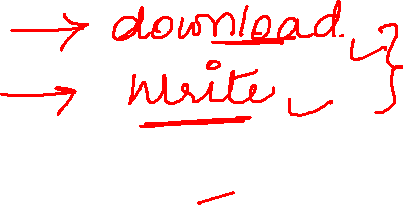 → download.
→ Write